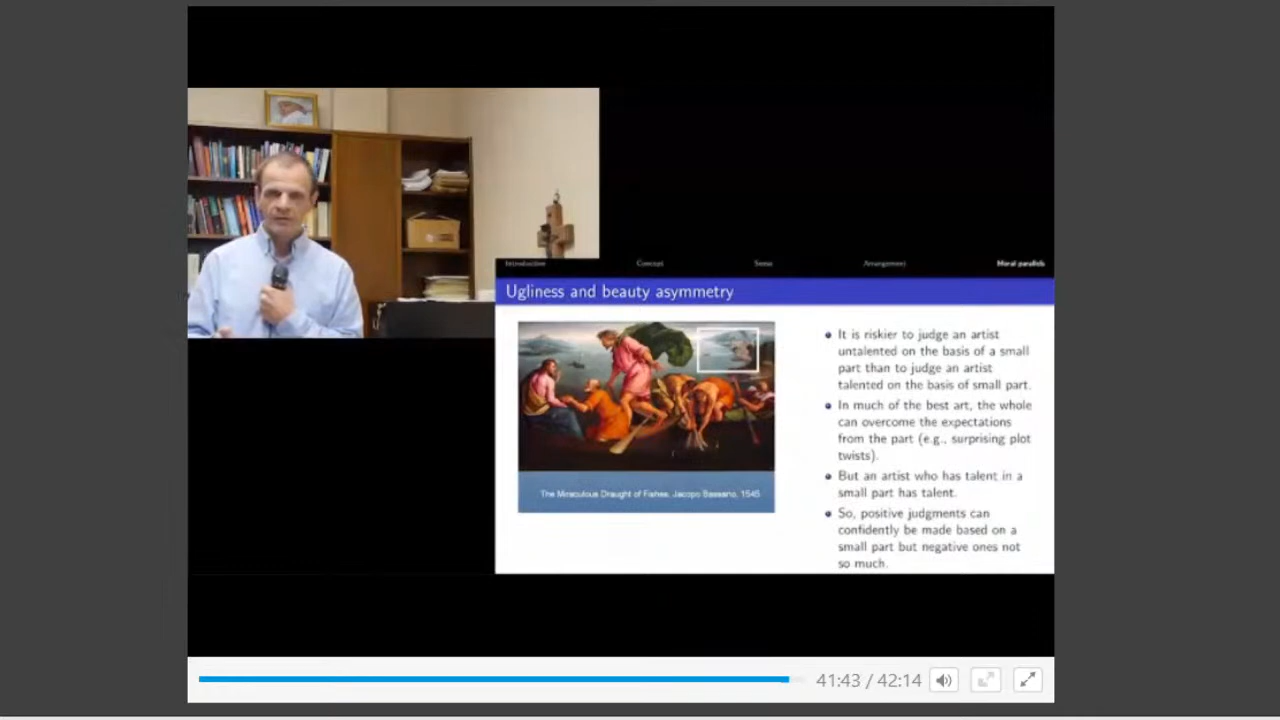 Introduction Concept Sense Arrangement Moral parallels
Ugliness and beauty asymmetry
It is riskier to judge an artist
untalented on the basis of a small
part than to judge an artist
talented on the basis of small part.
In much of the best art, the whole
can overcome the expectations
from the part (e.g., surprising plot
twists).
But an artist who has talent in a
small part has talent.
So, positive judgments can
confidently be made based on a
small part but negative ones not
so much.
The Miraculous Draught of Fishes, Jacopo Bassano, 1545
41:43 / 42:14